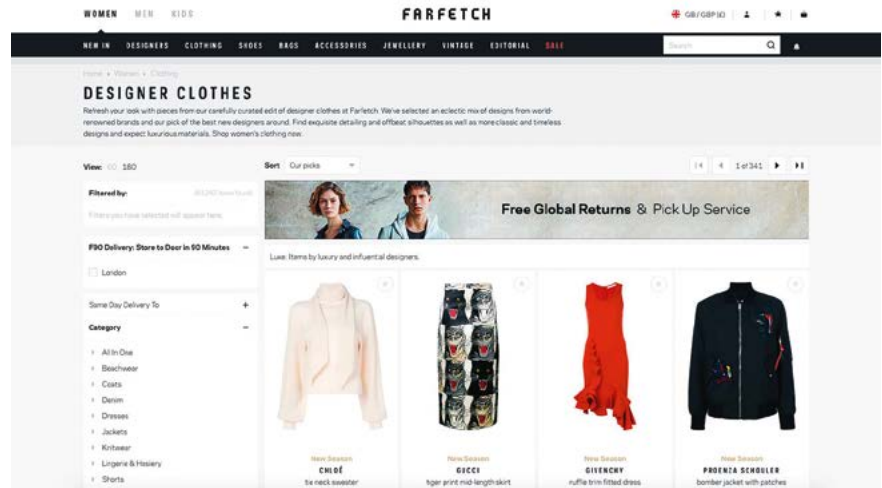 WOMEN MEN KIDS
FARFETCH
GB/GBP(£)
NEW IN DESIGNERS CLOTHING SHOES BAGS ACCESSORIES JEWELLERY VINTAGE EDITORIAL SALE
Search
Home Women Clothing
DESIGNER CLOTHES
Refresh your look with pieces from our carefully curated edit of designer clothes at Farfetch. We've selected an eclectic mix of designs from world-
renowned brands and our pick of the best new designers around. Find exquisite detailing and offbeat silhouettes as well as more classic and timeless
designs and expect luxurious materials. Shop women's clothing now.
View: 60 180
Sort Our picks
1 of 341
Filtered by:
Filters you have selected will appear here.
Free Global Returns & Pick Up Service
F90 Delivery: Store to Door in 90 Minutes
London
Luxe: Items by luxury and influential designers.
Same Day Delivery To
Category
All In One
Beachwear
Coats
Denim
Dresses
Jackets
Knitwear
Lingerie & Hosiery
Shorts
New Season
CHLOÉ
tie neck sweater
New Season
GUCCI
tiger print mid-length skirt
New Season
GIVENCHY
ruffle trim fitted dress
New Season
PROENZA SCHOULER
bomber jacket with patches